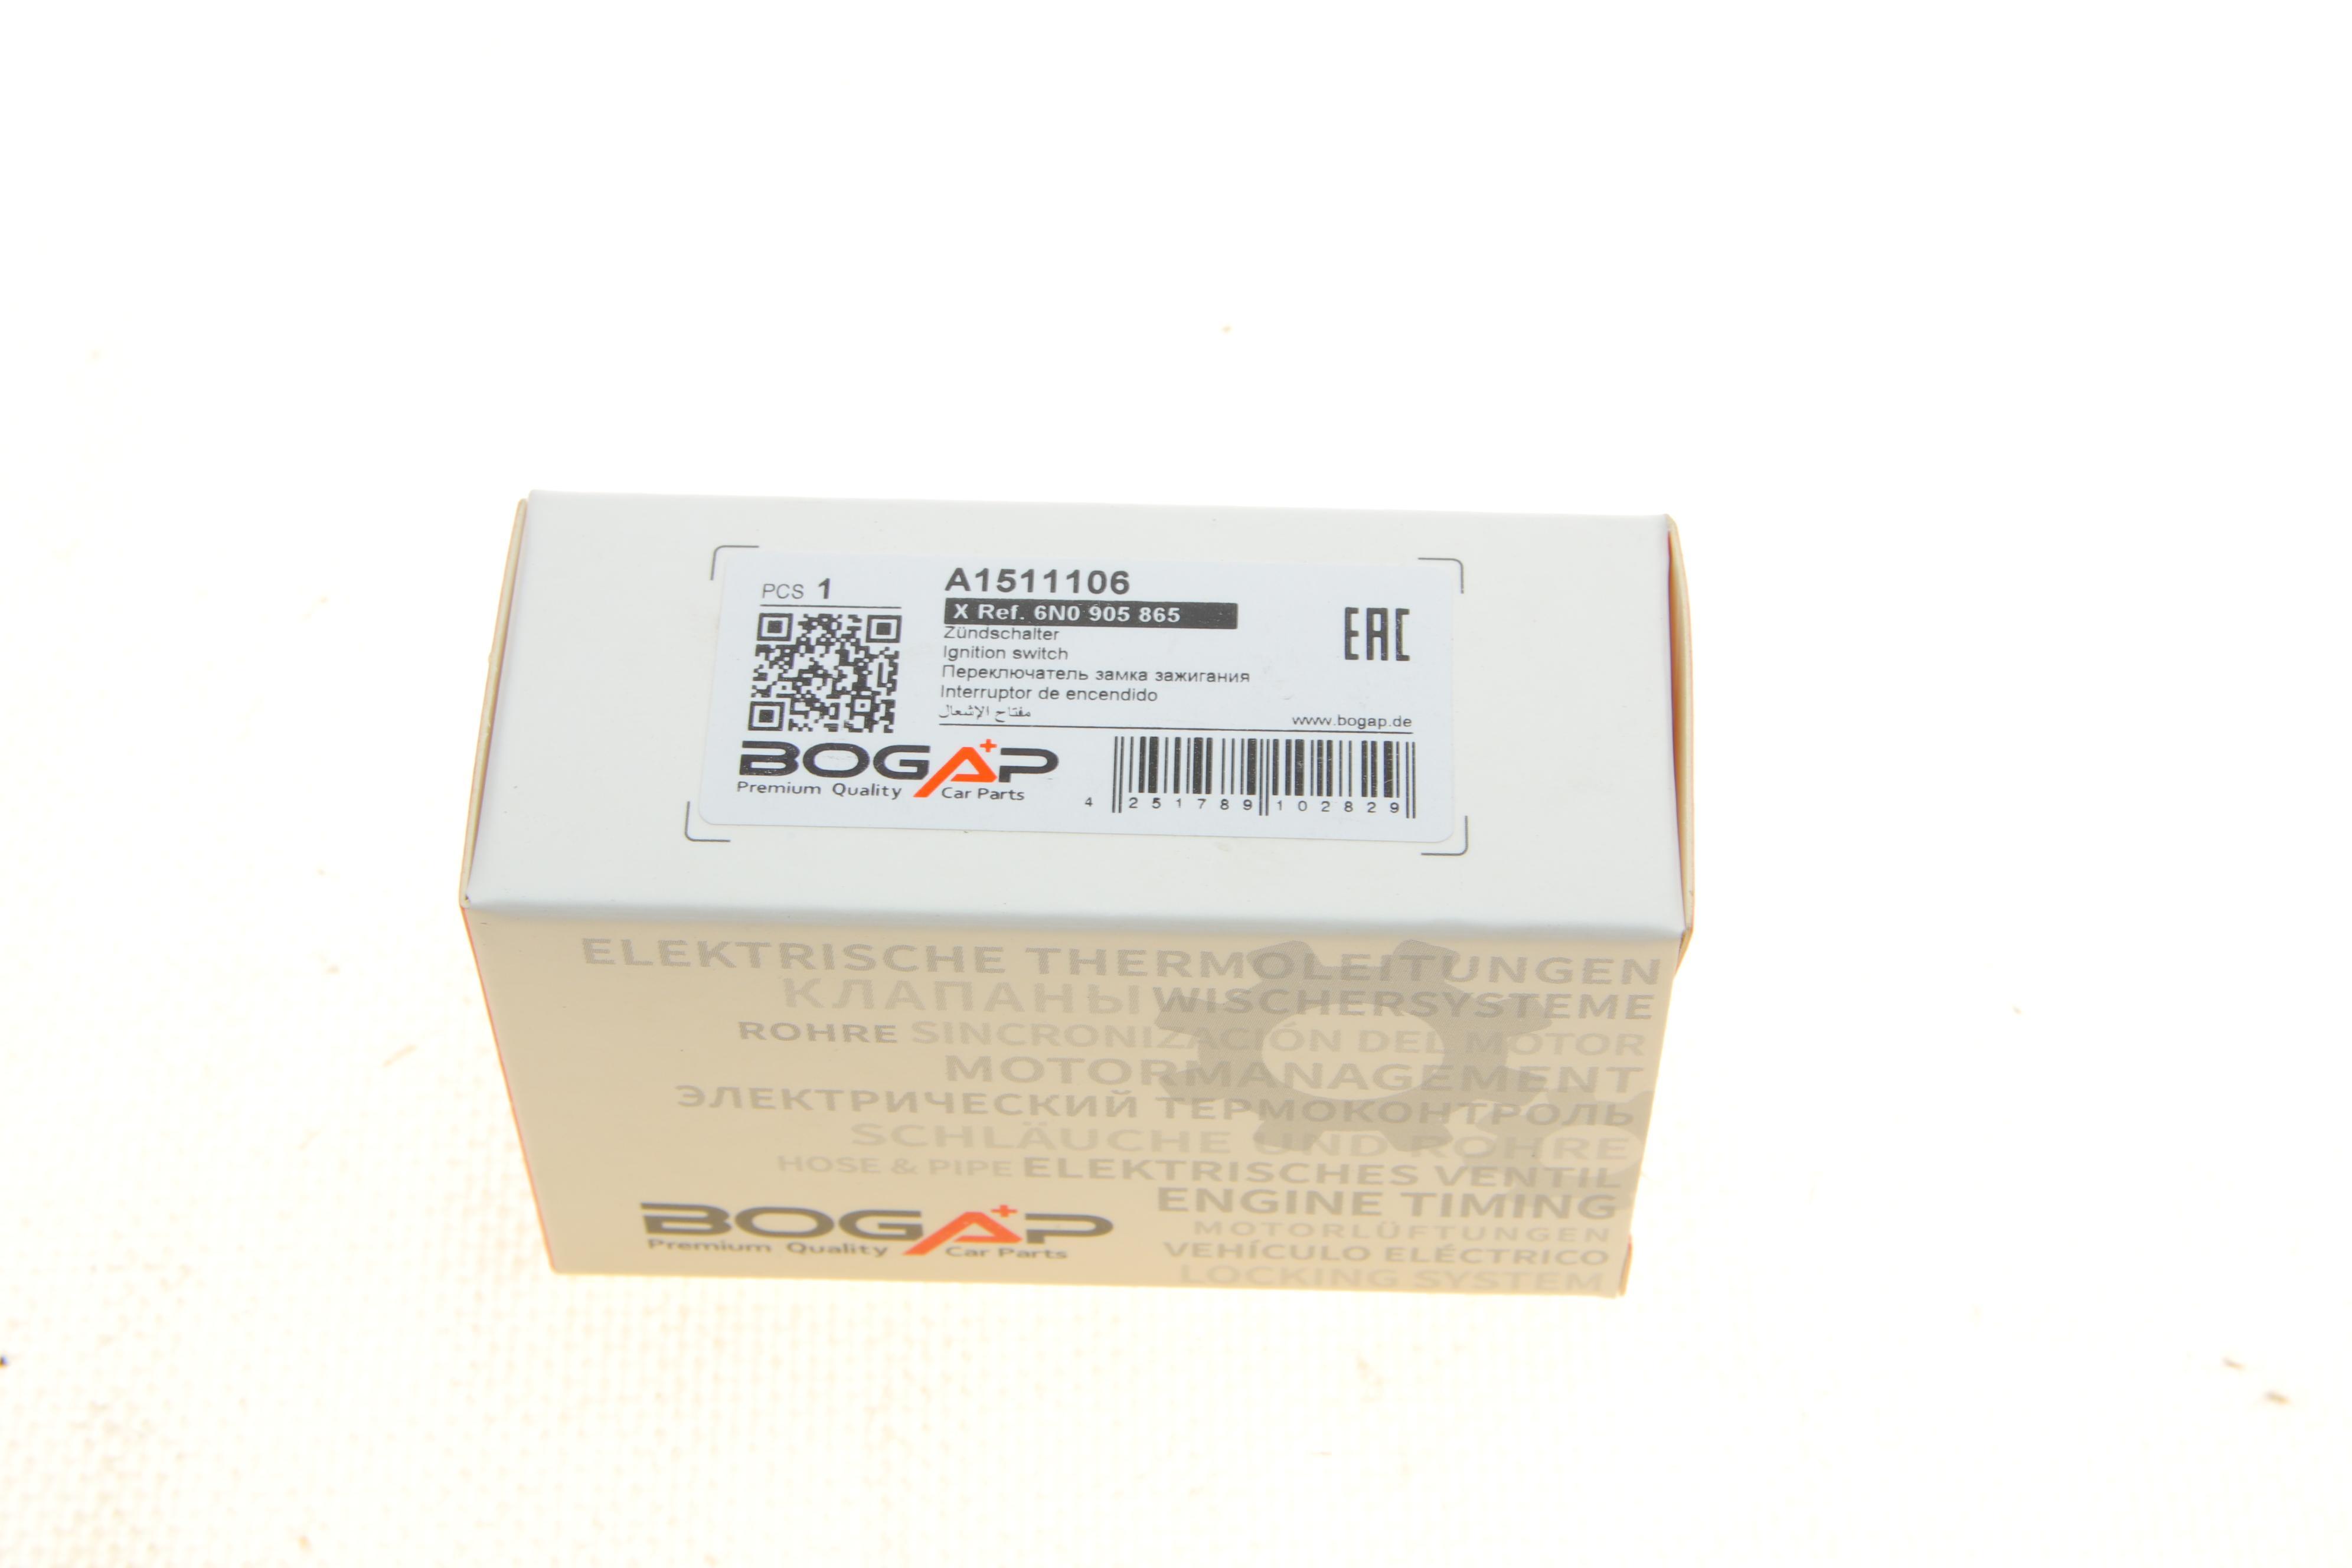 PCS 1
A1511106
X Ref. 6N0 905 865
Zündschalter
Ignition switch
Переключатель замка зажигания
Interruptor de encendido
مفتاح الإشعال
EAC
www.bogap.de
BOGAP
Premium Quality Car Parts
4 251789 102829
ELEKTRISCHE THERMOLEITUNGEN
КЛАПАНЫ WISCHERSYSTEME
ROHRE SINCRONIZACIÓN DEL MOTOR
MOTORMANAGEMENT
ЭЛЕКТРИЧЕСКИЙ ТЕРМОКОНТРОЛЬ
SCHLÄUCHE UND ROHRE
HOSE & PIPE ELEKTRISCHES VENTIL
ENGINE TIMING
MOTORLÜFTUNGEN
VEHÍCULO ELÉCTRICO
LOCKING SYSTEM
BOGAP
Premium Quality Car Parts